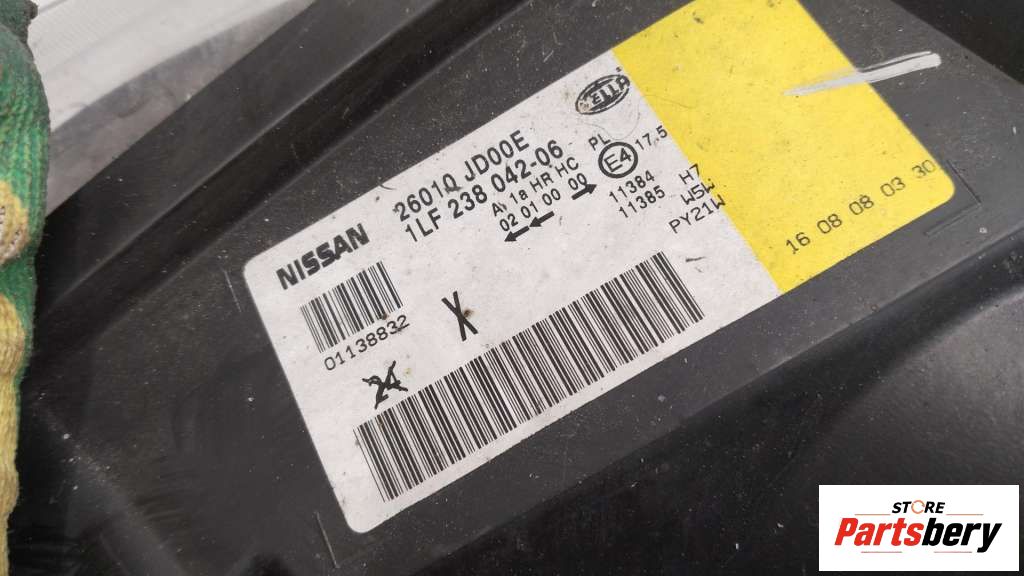 NISSAN
26010 JD00E
1LF 238 042-06
A, 1a HR HC PL
02 01 00 00
E4 17,5
11384 H7
11385 W5W
PY21W
HELLA
16 08 08 03 30
01138832
X
24
STORE
Partsbery